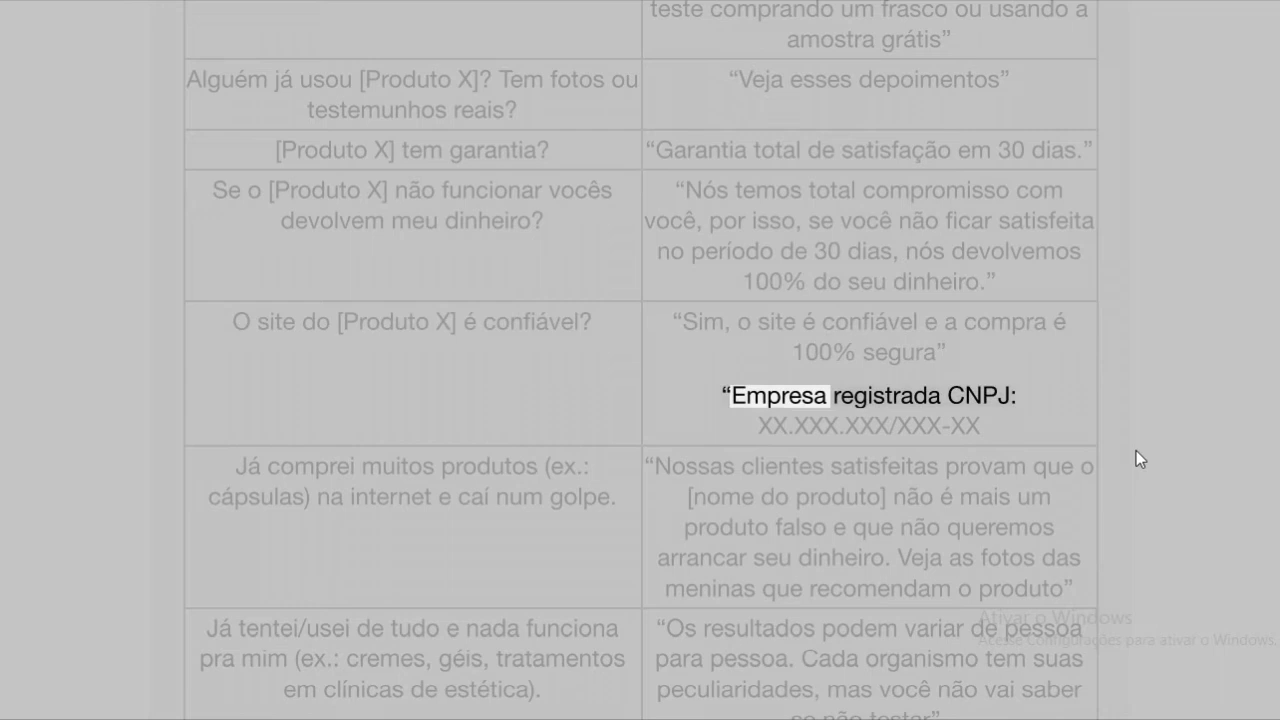 teste comprando um frasco ou usando a
amostra grátis”
Alguém já usou [Produto X]? Tem fotos ou
testemunhos reais?
“Veja esses depoimentos”
[Produto X] tem garantia?
“Garantia total de satisfação em 30 dias.”
Se o [Produto X] não funcionar vocês
devolvem meu dinheiro?
“Nós temos total compromisso com
você, por isso, se você não ficar satisfeita
no período de 30 dias, nós devolvemos
100% do seu dinheiro.”
O site do [Produto X] é confiável?
“Sim, o site é confiável e a compra é
100% segura”
“Empresa registrada CNPJ:
XX.XXX.XXX/XXX-XX
Já comprei muitos produtos (ex.:
cápsulas) na internet e caí num golpe.
“Nossas clientes satisfeitas provam que o
[nome do produto] não é mais um
produto falso e que não queremos
arrancar seu dinheiro. Veja as fotos das
meninas que recomendam o produto”
Já tentei/usei de tudo e nada funciona
pra mim (ex.: cremes, géis, tratamentos
em clínicas de estética).
“Os resultados podem variar de pessoa
para pessoa. Cada organismo tem suas
peculiaridades, mas você não vai saber
se não testar”
Ativar o Windows
Acesse Configurações para ativar o Windows.